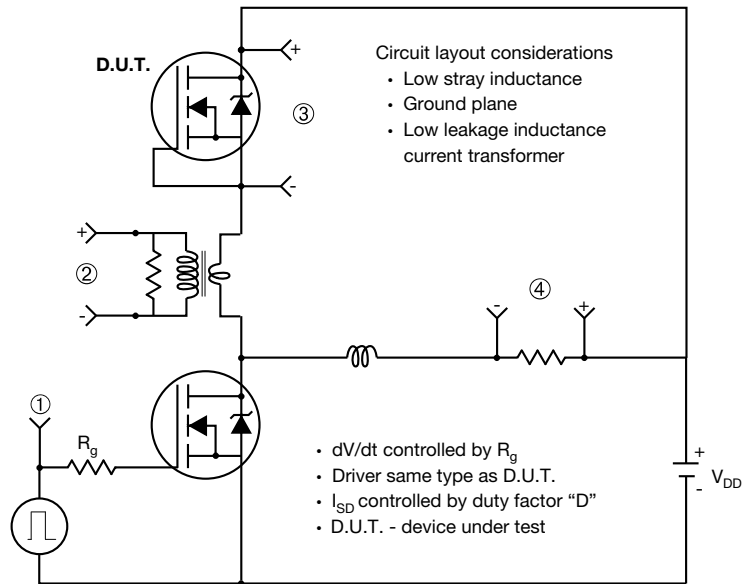 D.U.T.
+
Circuit layout considerations
• Low stray inductance
• Ground plane
③
• Low leakage inductance
current transformer
-
+
②
-
④
-
+
①
R_g
• dV/dt controlled by R_g
• Driver same type as D.U.T.
• I_SD controlled by duty factor “D”
• D.U.T. - device under test
+
V_DD
-